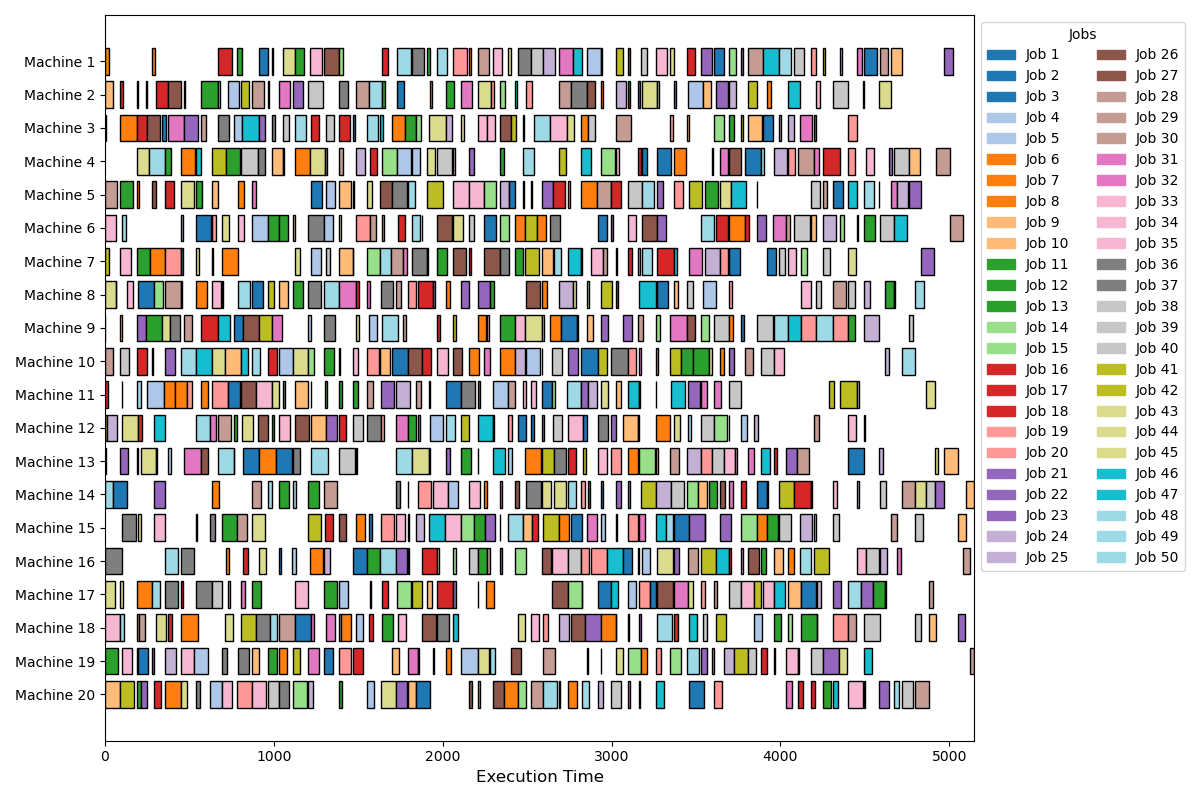 Machine 1
Machine 2
Machine 3
Machine 4
Machine 5
Machine 6
Machine 7
Machine 8
Machine 9
Machine 10
Machine 11
Machine 12
Machine 13
Machine 14
Machine 15
Machine 16
Machine 17
Machine 18
Machine 19
Machine 20
0 1000 2000 3000 4000 5000
Execution Time
Jobs
Job 1
Job 2
Job 3
Job 4
Job 5
Job 6
Job 7
Job 8
Job 9
Job 10
Job 11
Job 12
Job 13
Job 14
Job 15
Job 16
Job 17
Job 18
Job 19
Job 20
Job 21
Job 22
Job 23
Job 24
Job 25
Job 26
Job 27
Job 28
Job 29
Job 30
Job 31
Job 32
Job 33
Job 34
Job 35
Job 36
Job 37
Job 38
Job 39
Job 40
Job 41
Job 42
Job 43
Job 44
Job 45
Job 46
Job 47
Job 48
Job 49
Job 50